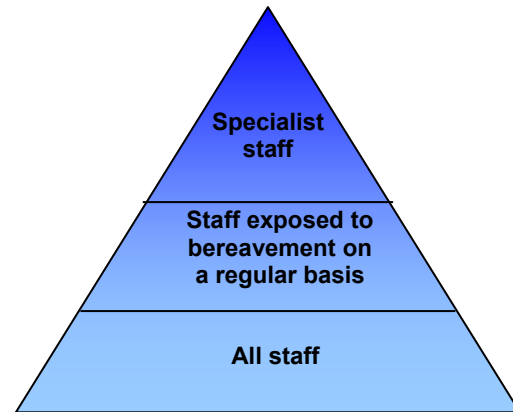 Specialist
staff
Staff exposed to
bereavement on
a regular basis
All staff